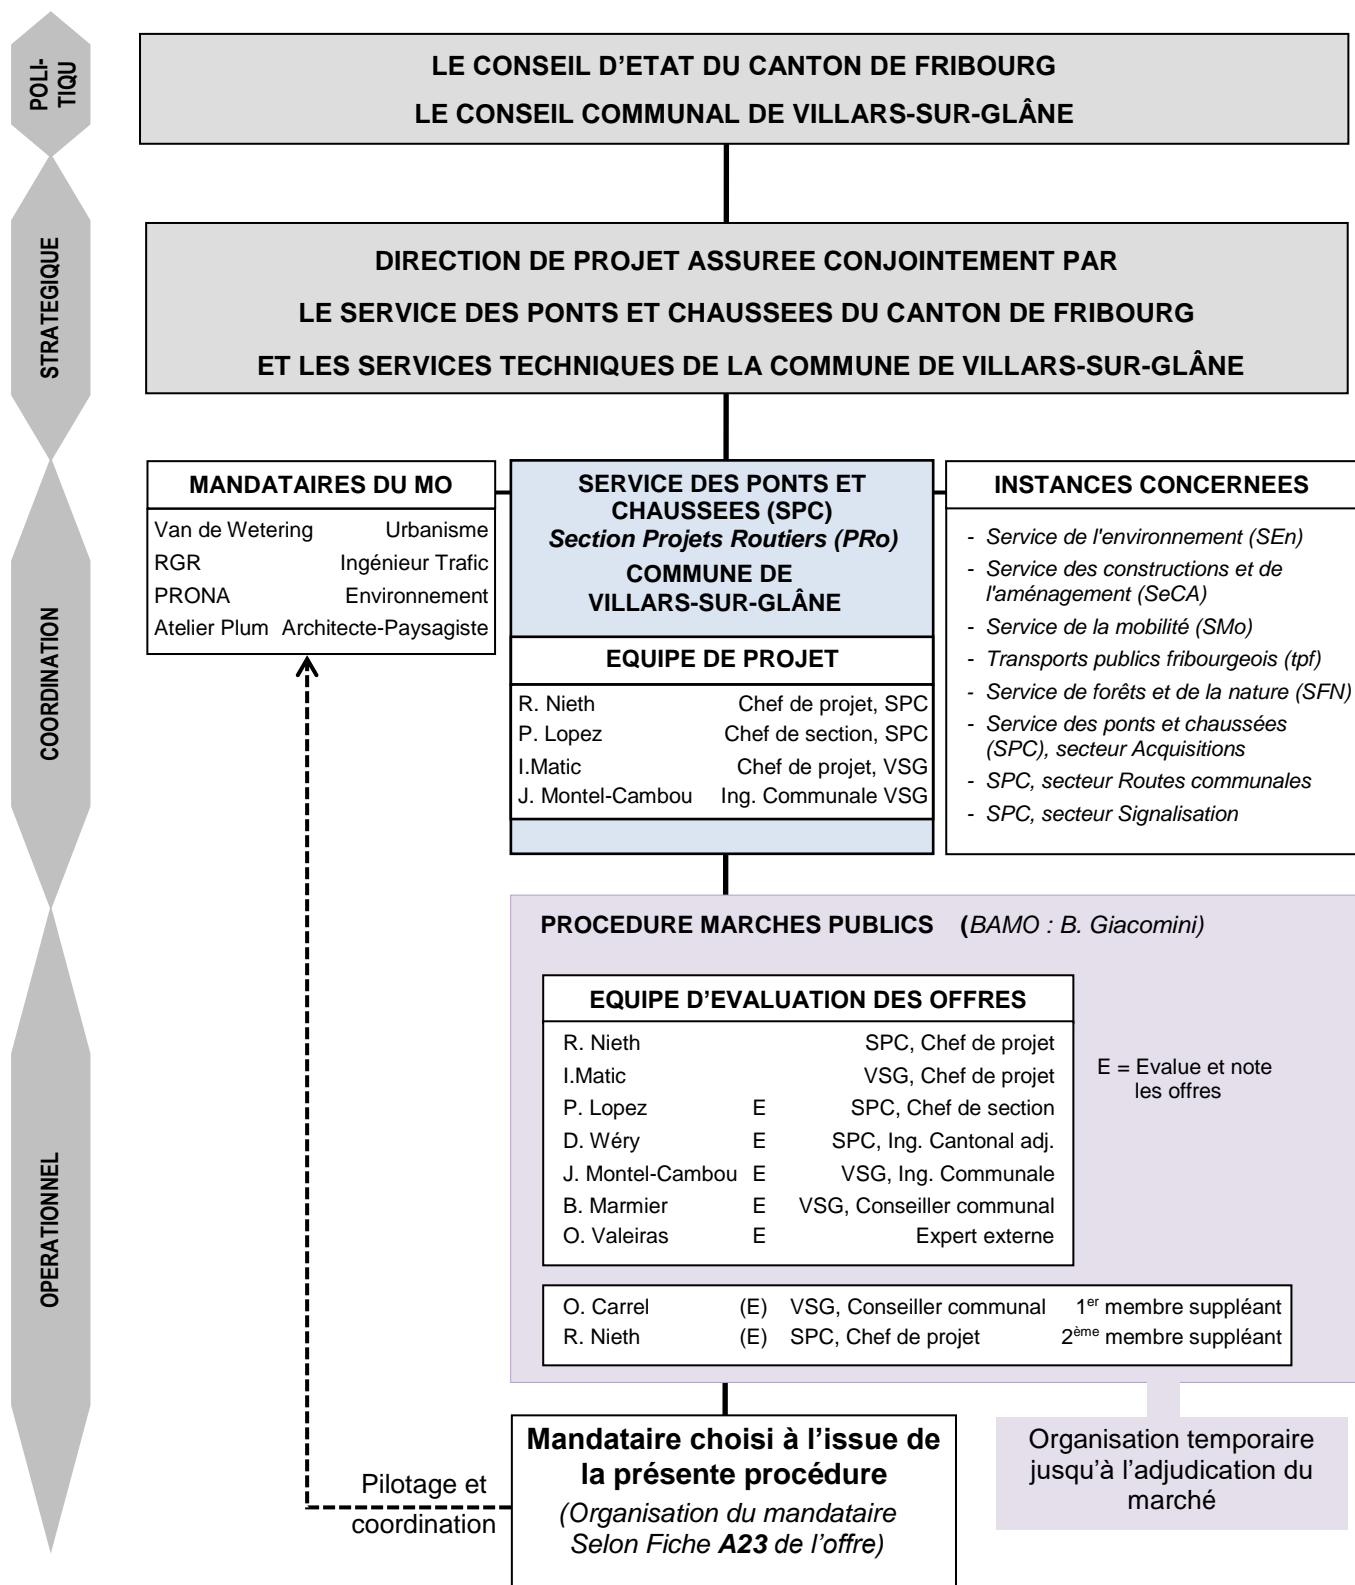 POLI-
TIQU
LE CONSEIL D'ETAT DU CANTON DE FRIBOURG
LE CONSEIL COMMUNAL DE VILLARS-SUR-GLÂNE
STRATEGIQUE
DIRECTION DE PROJET ASSUREE CONJOINTEMENT PAR
LE SERVICE DES PONTS ET CHAUSSEES DU CANTON DE FRIBOURG
ET LES SERVICES TECHNIQUES DE LA COMMUNE DE VILLARS-SUR-GLÂNE
COORDINATION
MANDATAIRES DU MO
Van de Wetering Urbanisme
RGR Ingénieur Trafic
PRONA Environnement
Atelier Plum Architecte-Paysagiste
SERVICE DES PONTS ET
CHAUSSEES (SPC)
Section Projets Routiers (PRo)
COMMUNE DE
VILLARS-SUR-GLÂNE
EQUIPE DE PROJET
R. Nieth Chef de projet, SPC
P. Lopez Chef de section, SPC
I.Matic Chef de projet, VSG
J. Montel-Cambou Ing. Communale VSG
INSTANCES CONCERNEES
- Service de l'environnement (SEn)
- Service des constructions et de
l'aménagement (SeCA)
- Service de la mobilité (SMo)
- Transports publics fribourgeois (tpf)
- Service de forêts et de la nature (SFN)
- Service des ponts et chaussées
(SPC), secteur Acquisitions
- SPC, secteur Routes communales
- SPC, secteur Signalisation
OPERATIONNEL
PROCEDURE MARCHES PUBLICS (BAMO : B. Giacomini)
EQUIPE D'EVALUATION DES OFFRES
R. Nieth SPC, Chef de projet
I.Matic VSG, Chef de projet
P. Lopez E SPC, Chef de section
D. Wéry E SPC, Ing. Cantonal adj.
J. Montel-Cambou E VSG, Ing. Communale
B. Marmier E VSG, Conseiller communal
O. Valeiras E Expert externe
E = Evalue et note
les offres
O. Carrel (E) VSG, Conseiller communal 1er membre suppléant
R. Nieth (E) SPC, Chef de projet 2ème membre suppléant
Mandataire choisi à l'issue de
la présente procédure
(Organisation du mandataire
Selon Fiche A23 de l'offre)
Pilotage et
coordination
Organisation temporaire
jusqu'à l'adjudication du
marché